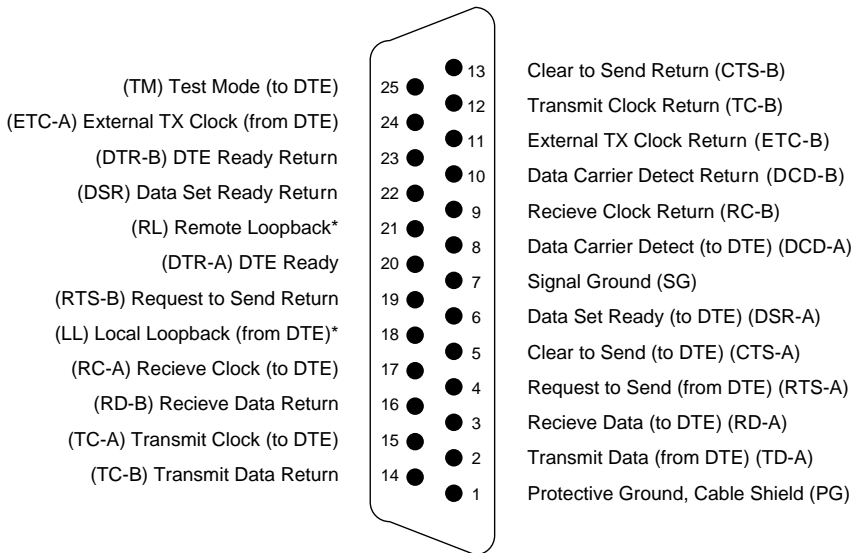 (TM) Test Mode (to DTE) 25
(ETC-A) External TX Clock (from DTE) 24
(DTR-B) DTE Ready Return 23
(DSR) Data Set Ready Return 22
(RL) Remote Loopback* 21
(DTR-A) DTE Ready 20
(RTS-B) Request to Send Return 19
(LL) Local Loopback (from DTE)* 18
(RC-A) Recieve Clock (to DTE) 17
(RD-B) Recieve Data Return 16
(TC-A) Transmit Clock (to DTE) 15
(TC-B) Transmit Data Return 14
13 Clear to Send Return (CTS-B)
12 Transmit Clock Return (TC-B)
11 External TX Clock Return (ETC-B)
10 Data Carrier Detect Return (DCD-B)
9 Recieve Clock Return (RC-B)
8 Data Carrier Detect (to DTE) (DCD-A)
7 Signal Ground (SG)
6 Data Set Ready (to DTE) (DSR-A)
5 Clear to Send (to DTE) (CTS-A)
4 Request to Send (from DTE) (RTS-A)
3 Recieve Data (to DTE) (RD-A)
2 Transmit Data (from DTE) (TD-A)
1 Protective Ground, Cable Shield (PG)